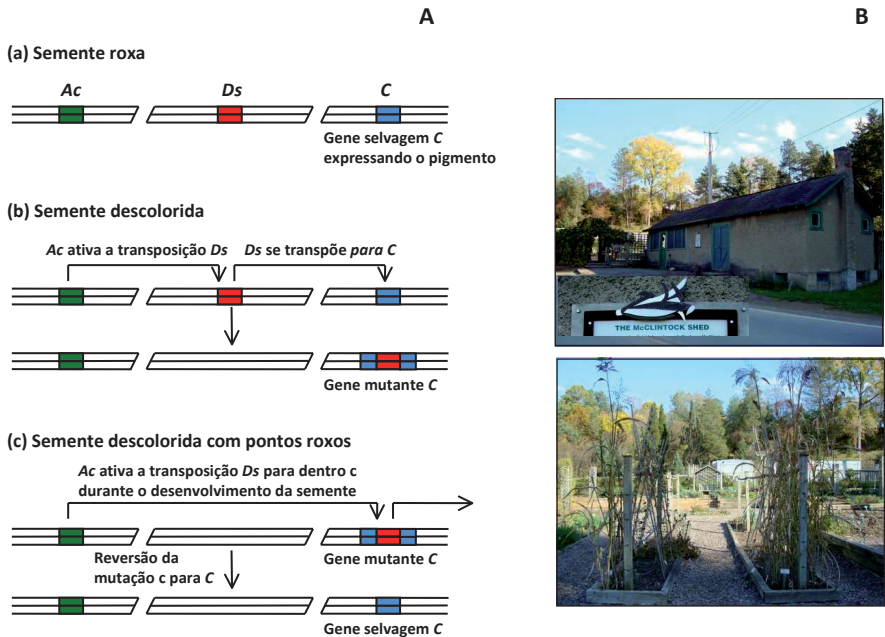 A
B
(a) Semente roxa
Ac
Ds
C
Gene selvagem C
expressando o pigmento
(b) Semente descolorida
Ac ativa a transposição Ds
Ds se transpõe para C
Gene mutante C
(c) Semente descolorida com pontos roxos
Ac ativa a transposição Ds para dentro c
durante o desenvolvimento da semente
Gene mutante C
Reversão da
mutação c para C
Gene selvagem C
THE McCLINTOCK SHED